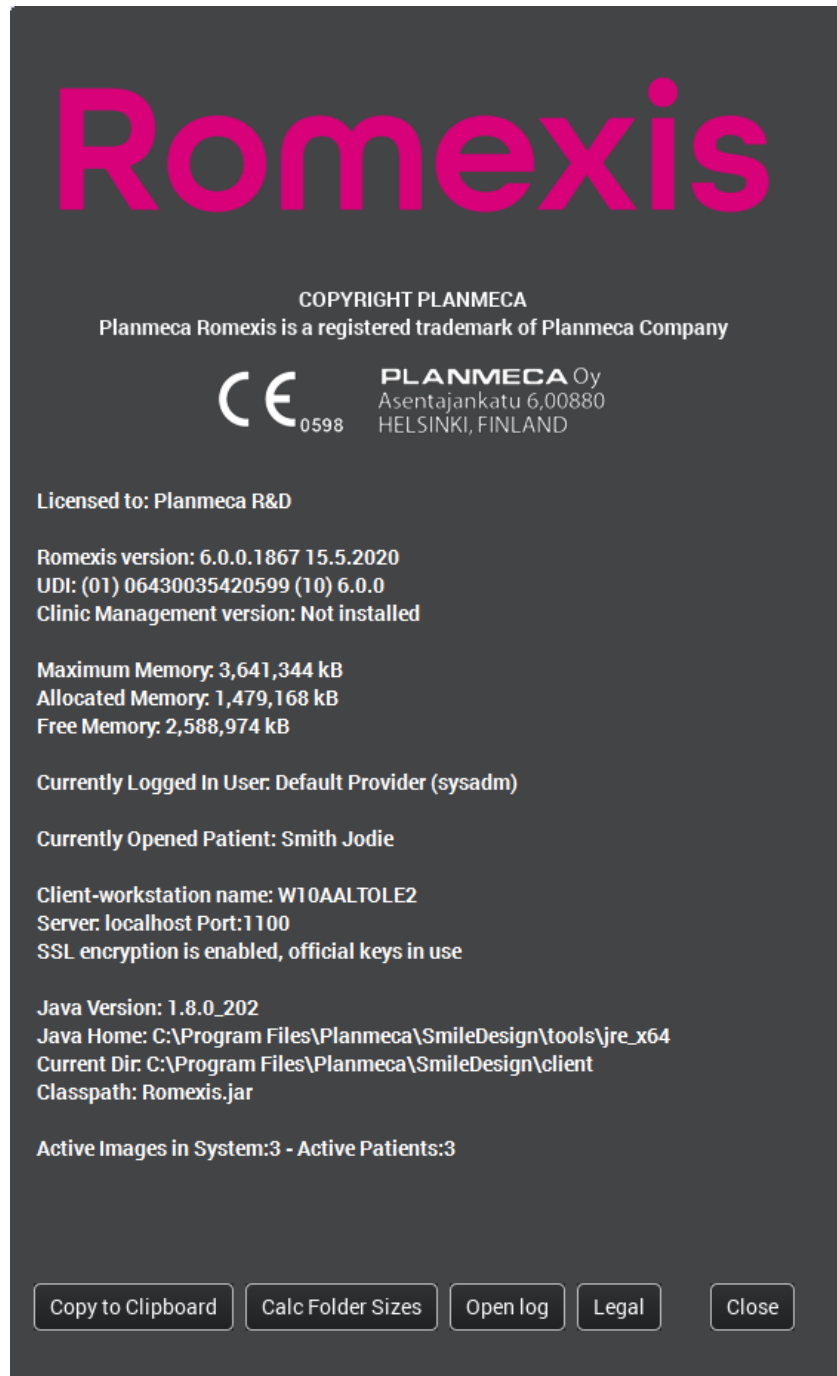 Romexis
COPYRIGHT PLANMECA
Planmeca Romexis is a registered trademark of Planmeca Company
CE 0598
PLANMECA Oy
Asentajankatu 6,00880
HELSINKI, FINLAND
Licensed to: Planmeca R&D
Romexis version: 6.0.0.1867 15.5.2020
UDI: (01) 06430035420599 (10) 6.0.0
Clinic Management version: Not installed
Maximum Memory: 3,641,344 kB
Allocated Memory: 1,479,168 kB
Free Memory: 2,588,974 kB
Currently Logged In User: Default Provider (sysadm)
Currently Opened Patient: Smith Jodie
Client-workstation name: W10AALTOLE2
Server: localhost Port:1100
SSL encryption is enabled, official keys in use
Java Version: 1.8.0_202
Java Home: C:\Program Files\Planmeca\SmileDesign\tools\jre_x64
Current Dir: C:\Program Files\Planmeca\SmileDesign\client
Classpath: Romexis.jar
Active Images in System:3 - Active Patients:3
Copy to Clipboard Calc Folder Sizes Open log Legal Close